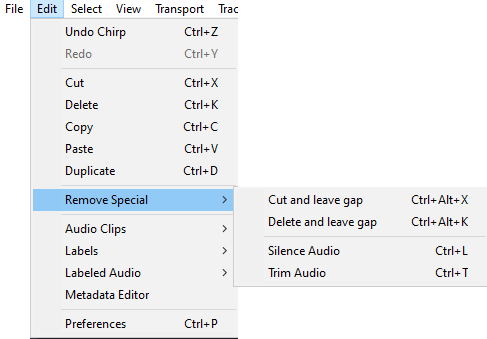 File Edit Select View Transport Trac
Undo Chirp Ctrl+Z
Redo Ctrl+Y
Cut Ctrl+X
Delete Ctrl+K
Copy Ctrl+C
Paste Ctrl+V
Duplicate Ctrl+D
Remove Special
Cut and leave gap Ctrl+Alt+X
Delete and leave gap Ctrl+Alt+K
Silence Audio Ctrl+L
Trim Audio Ctrl+T
Audio Clips
Labels
Labeled Audio
Metadata Editor
Preferences Ctrl+P